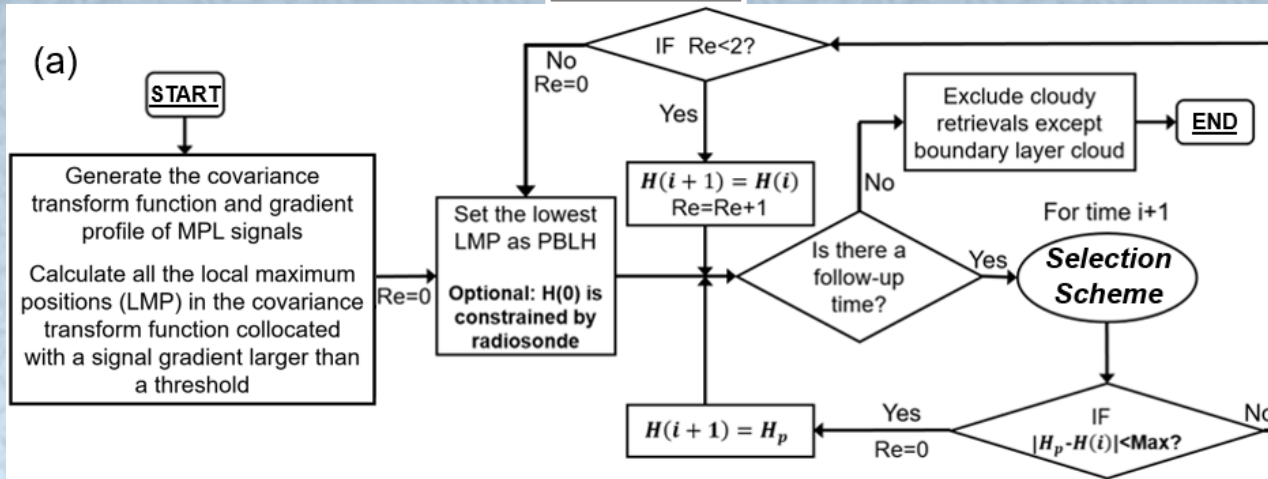 (a)
START
Generate the covariance
transform function and gradient
profile of MPL signals
Calculate all the local maximum
positions (LMP) in the covariance
transform function collocated
with a signal gradient larger than
a threshold
Re=0
Set the lowest
LMP as PBLH
Optional: H(0) is
constrained by
radiosonde
IF Re<2?
No
Re=0
Yes
H(i + 1) = H(i)
Re=Re+1
Is there a
follow-up
time?
No
Exclude cloudy
retrievals except
boundary layer cloud
END
Yes
For time i+1
Selection
Scheme
IF
|Hₚ-H(i)|<Max?
No
Yes
Re=0
H(i + 1) = Hₚ